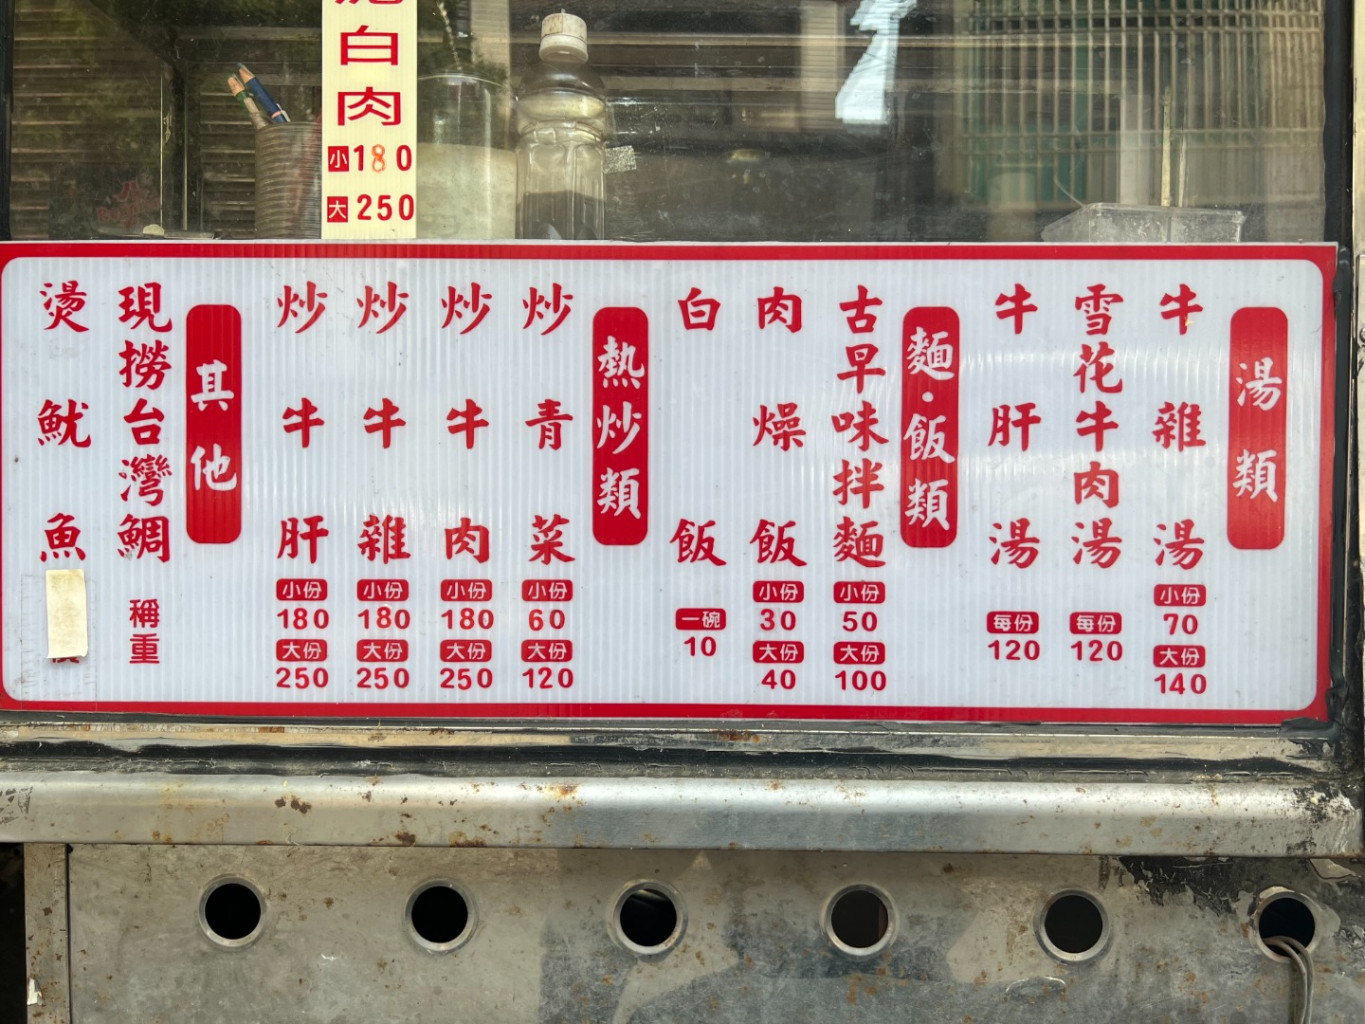 白肉
小180
大250
湯類
牛雜湯
小份
70
大份
140
雪花牛肉湯
每份
120
牛肝湯
每份
120
麵·飯類
古早味拌麵
小份
50
大份
100
肉燥飯
小份
30
大份
40
白飯
一碗
10
熱炒類
炒青菜
小份
60
大份
120
炒牛肉
小份
180
大份
250
炒牛雜
小份
180
大份
250
炒牛肝
小份
180
大份
250
其他
現撈台灣鯛
稱重
燙魷魚